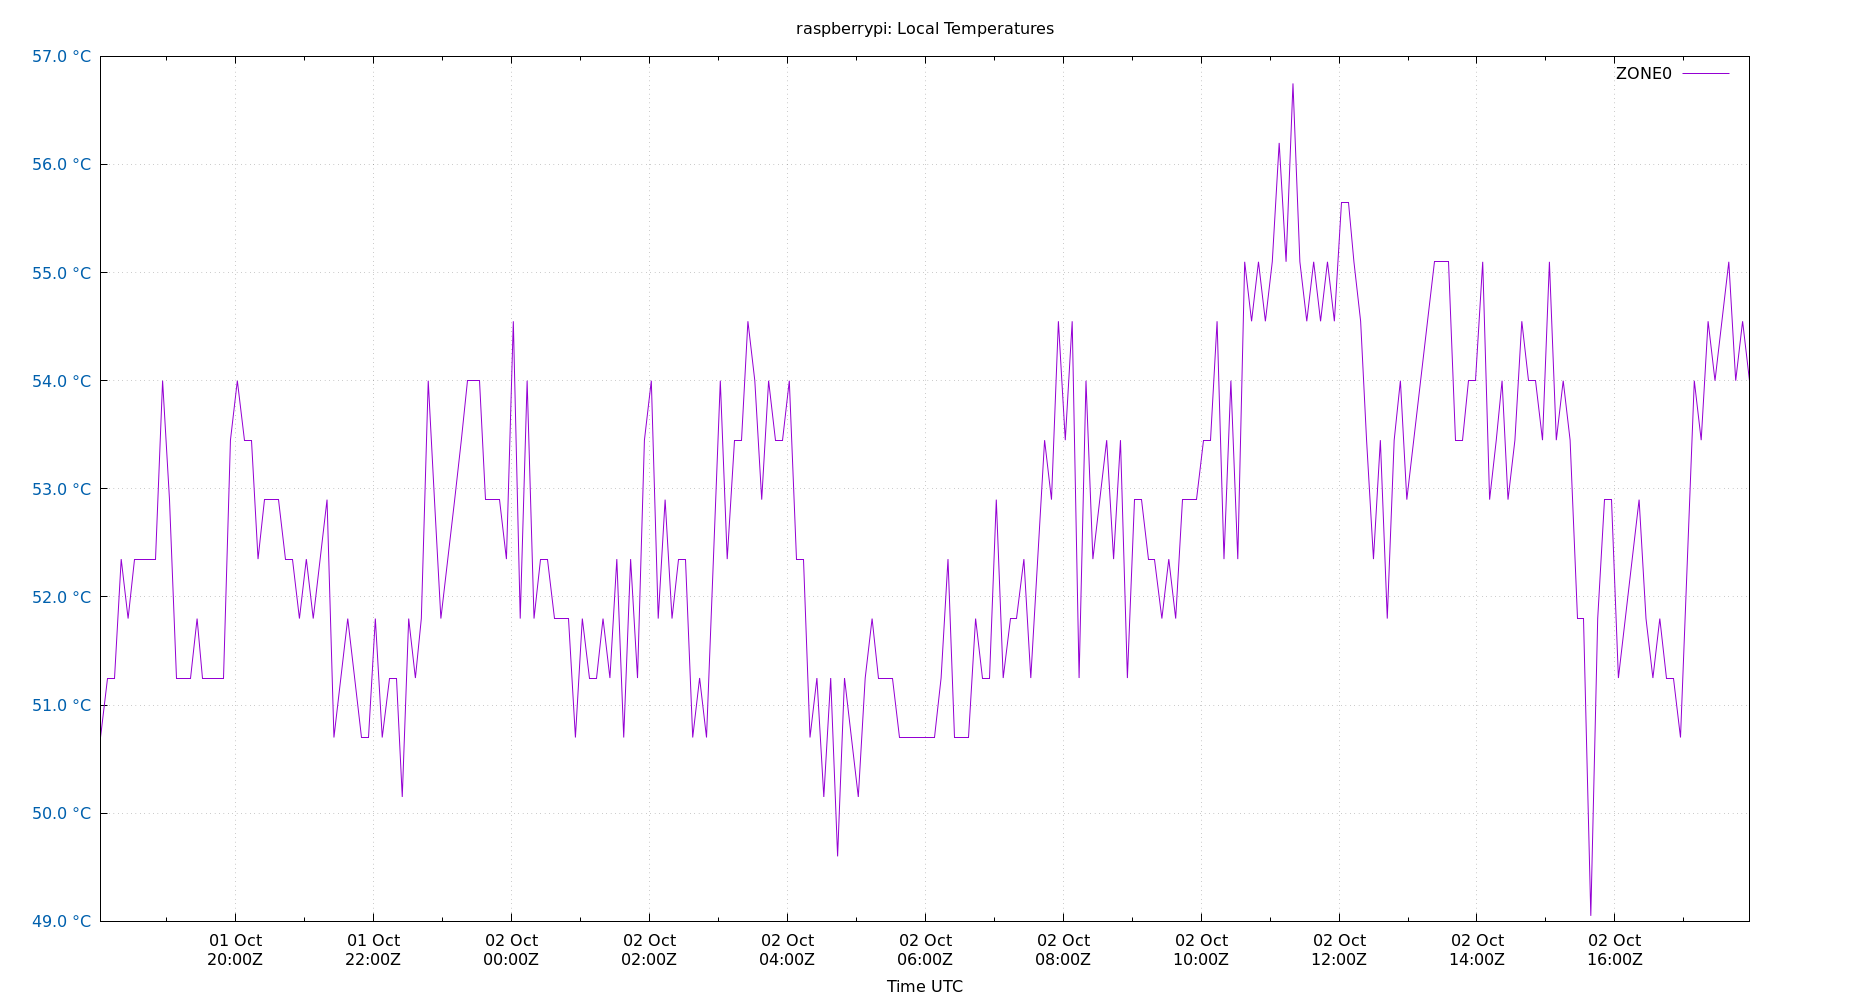 raspberrypi: Local Temperatures
57.0 °C
ZONE0
56.0 °C
55.0 °C
54.0 °C
53.0 °C
52.0 °C
51.0 °C
50.0 °C
49.0 °C
01 Oct 01 Oct 02 Oct 02 Oct 02 Oct 02 Oct 02 Oct 02 Oct 02 Oct 02 Oct 02 Oct
20:00Z 22:00Z 00:00Z 02:00Z 04:00Z 06:00Z 08:00Z 10:00Z 12:00Z 14:00Z 16:00Z
Time UTC